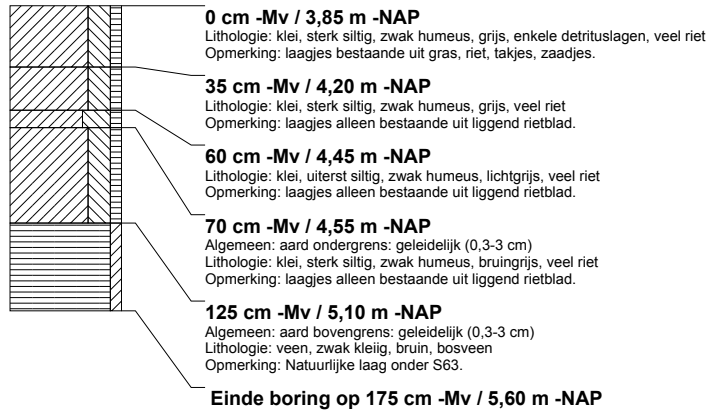 0 cm -Mv / 3,85 m -NAP
Lithologie: klei, sterk siltig, zwak humeus, grijs, enkele detrituslagen, veel riet
Opmerking: laagjes bestaande uit gras, riet, takjes, zaadjes.
35 cm -Mv / 4,20 m -NAP
Lithologie: klei, sterk siltig, zwak humeus, grijs, veel riet
Opmerking: laagjes alleen bestaande uit liggend rietblad.
60 cm -Mv / 4,45 m -NAP
Lithologie: klei, uiterst siltig, zwak humeus, lichtgrijs, veel riet
Opmerking: laagjes alleen bestaande uit liggend rietblad.
70 cm -Mv / 4,55 m -NAP
Algemeen: aard ondergrens: geleidelijk (0,3-3 cm)
Lithologie: klei, sterk siltig, zwak humeus, bruingrijs, veel riet
Opmerking: laagjes alleen bestaande uit liggend rietblad.
125 cm -Mv / 5,10 m -NAP
Algemeen: aard bovengrens: geleidelijk (0,3-3 cm)
Lithologie: veen, zwak kleiig, bruin, bosveen
Opmerking: Natuurlijke laag onder S63.
Einde boring op 175 cm -Mv / 5,60 m -NAP